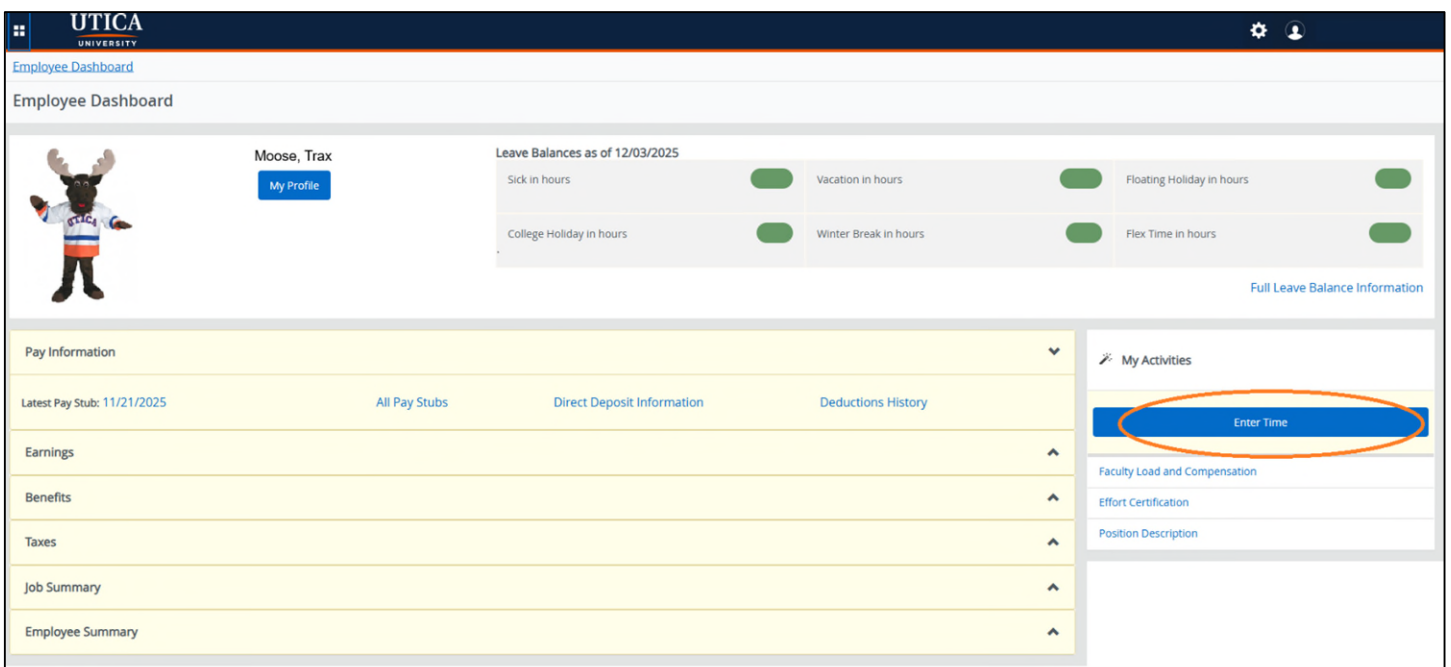 UTICA
UNIVERSITY
Employee Dashboard
Employee Dashboard
Moose, Trax
My Profile
UTICA
Leave Balances as of 12/03/2025
Sick in hours
Vacation in hours
Floating Holiday in hours
College Holiday in hours
Winter Break in hours
Flex Time in hours
Full Leave Balance Information
Pay Information
Latest Pay Stub: 11/21/2025 All Pay Stubs Direct Deposit Information Deductions History
Earnings
Benefits
Taxes
Job Summary
Employee Summary
My Activities
Enter Time
Faculty Load and Compensation
Effort Certification
Position Description